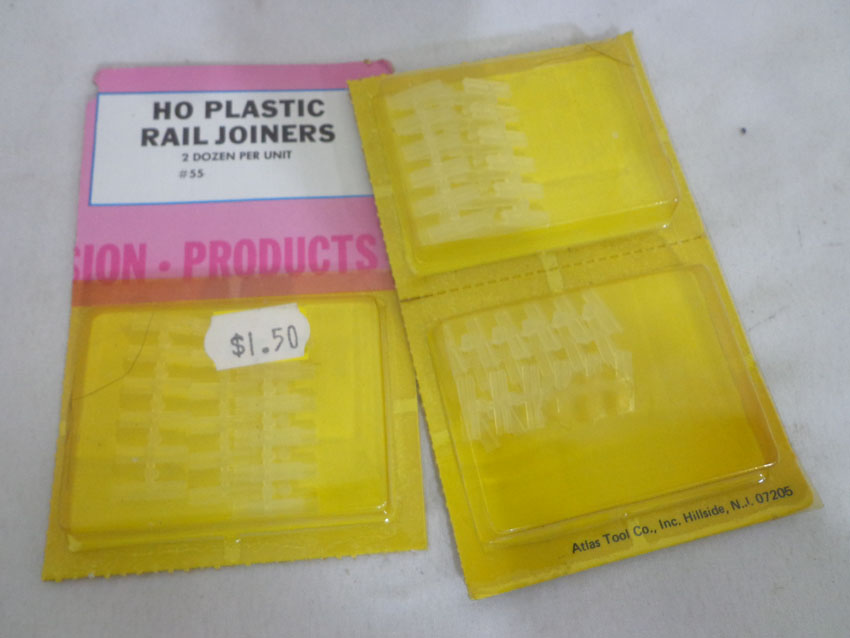 HO PLASTIC
RAIL JOINERS
2 DOZEN PER UNIT
#55
SION • PRODUCTS
$1.50
Atlas Tool Co., Inc. Hillside, N.J. 07205